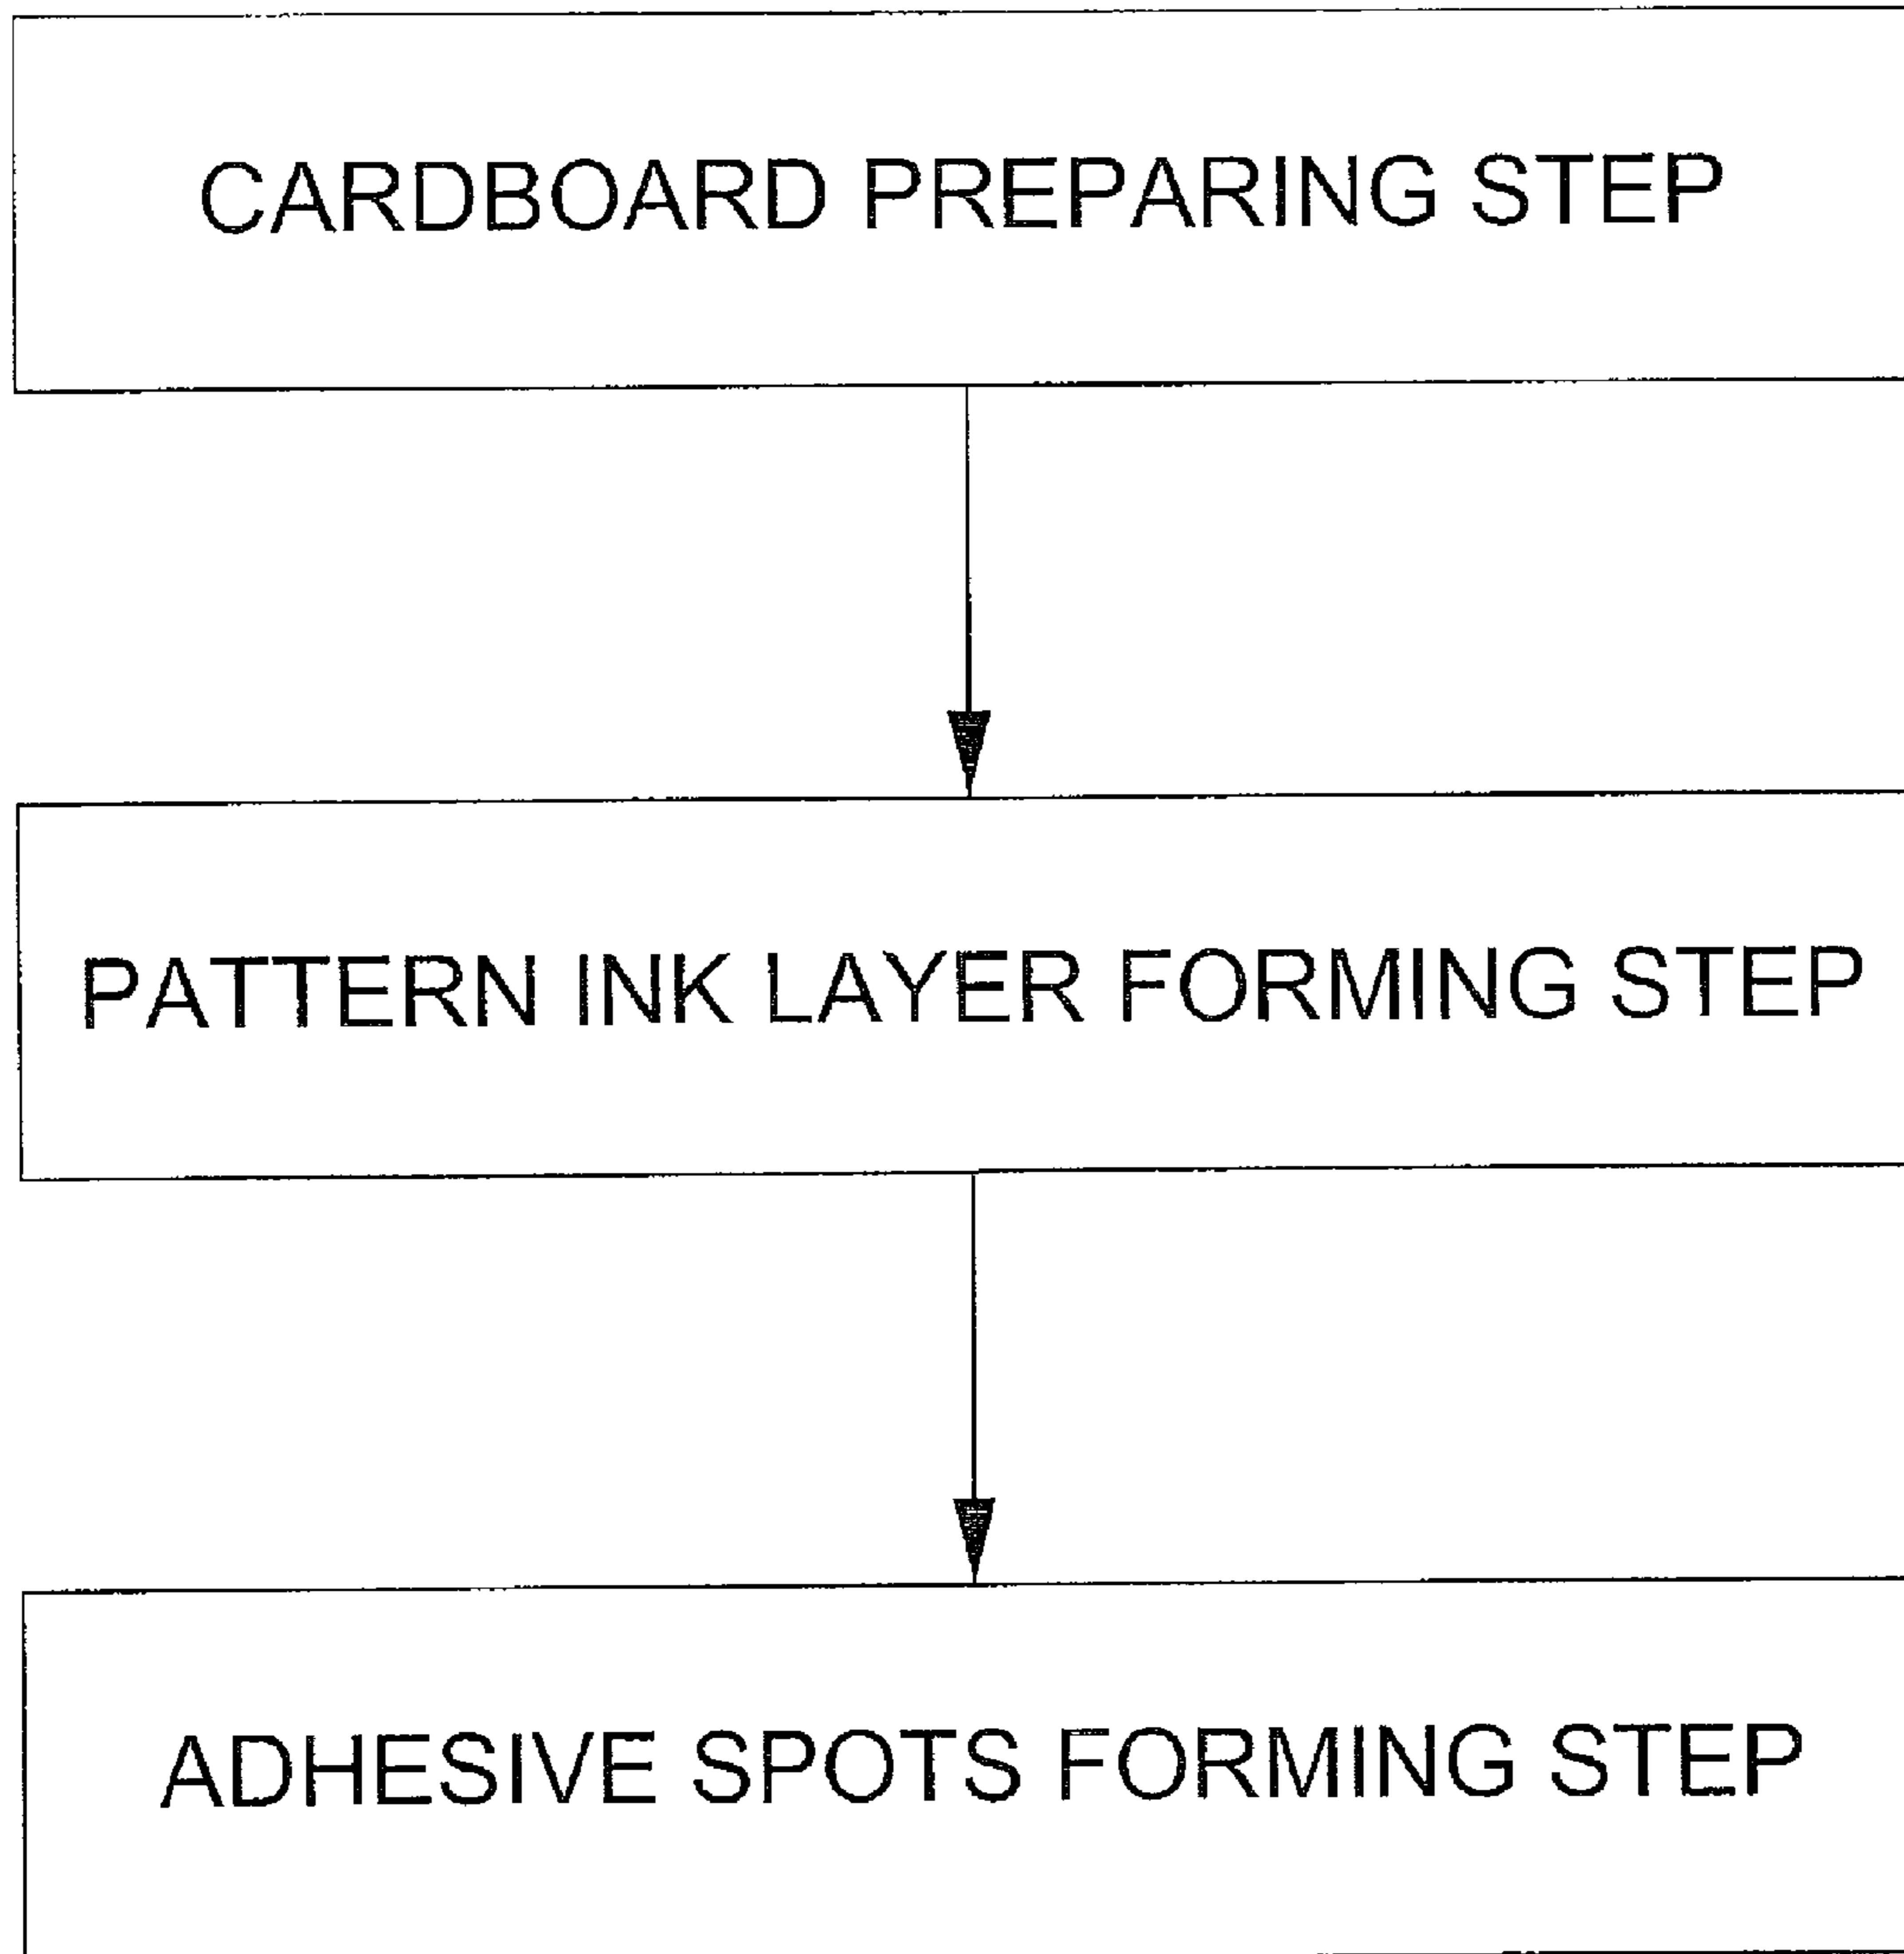 CARDBOARD PREPARING STEP
PATTERN INK LAYER FORMING STEP
ADHESIVE SPOTS FORMING STEP